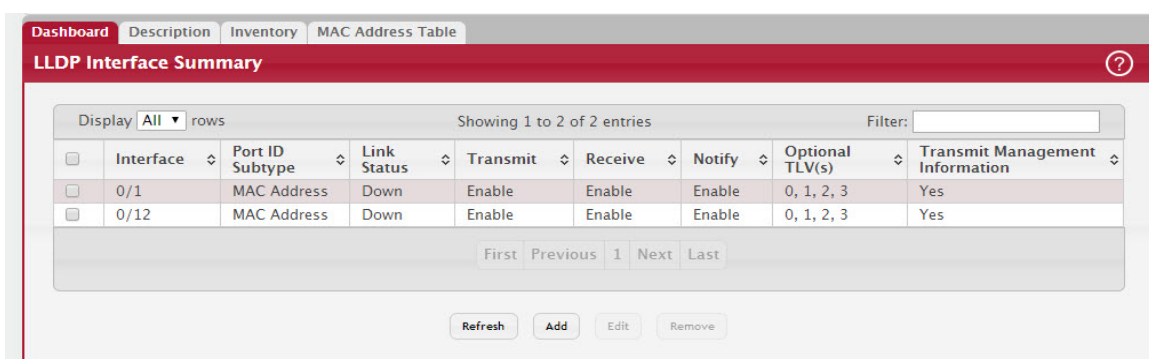 Dashboard Description Inventory MAC Address Table
LLDP Interface Summary ?
Display All rows Showing 1 to 2 of 2 entries Filter:
Interface Port ID Subtype Link Status Transmit Receive Notify Optional TLV(s) Transmit Management Information
0/1 MAC Address Down Enable Enable Enable 0, 1, 2, 3 Yes
0/12 MAC Address Down Enable Enable Enable 0, 1, 2, 3 Yes
First Previous 1 Next Last
Refresh Add Edit Remove